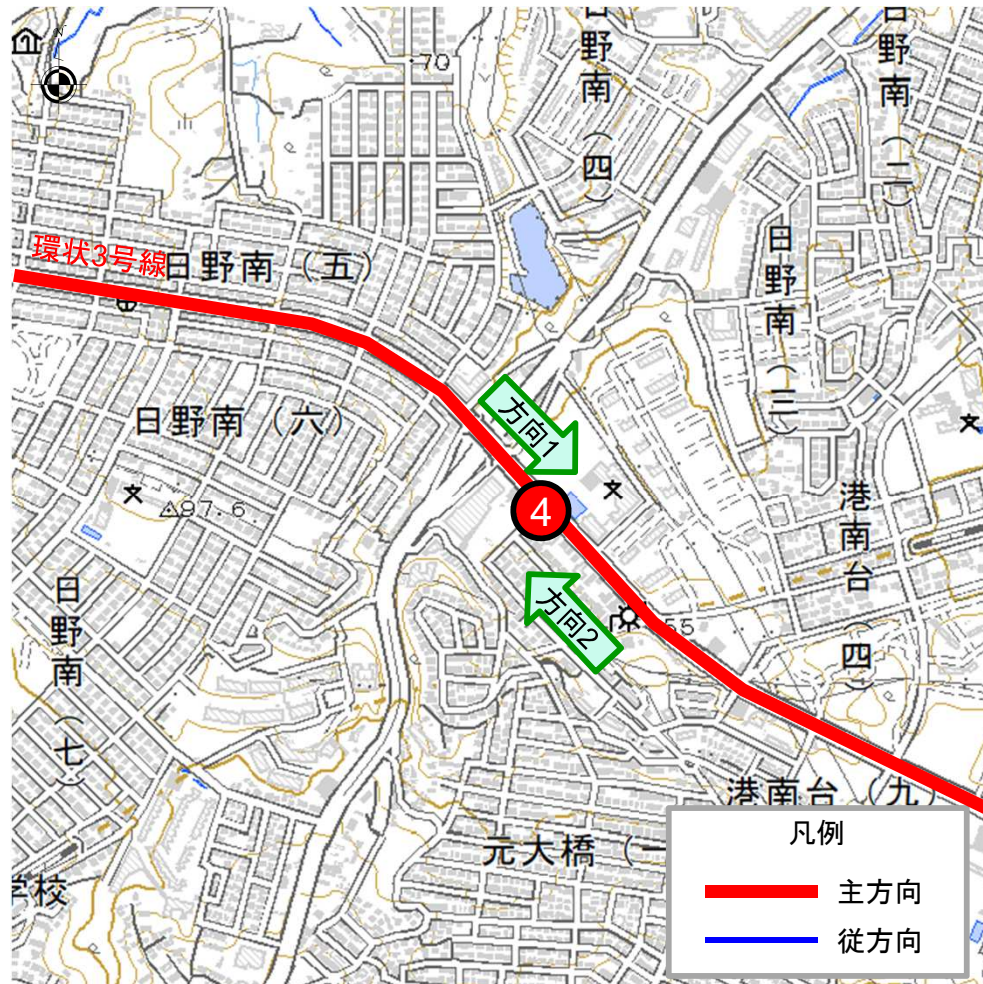 N
70
日野南（四）
日野南（二）
環状3号線
日野南（五）
日野南（三）
方向1
日野南（六）
97.6
4
港南台（四）
方向2
55
日野南（七）
港南台（九）
元大橋（一
学校
凡例
主方向
従方向